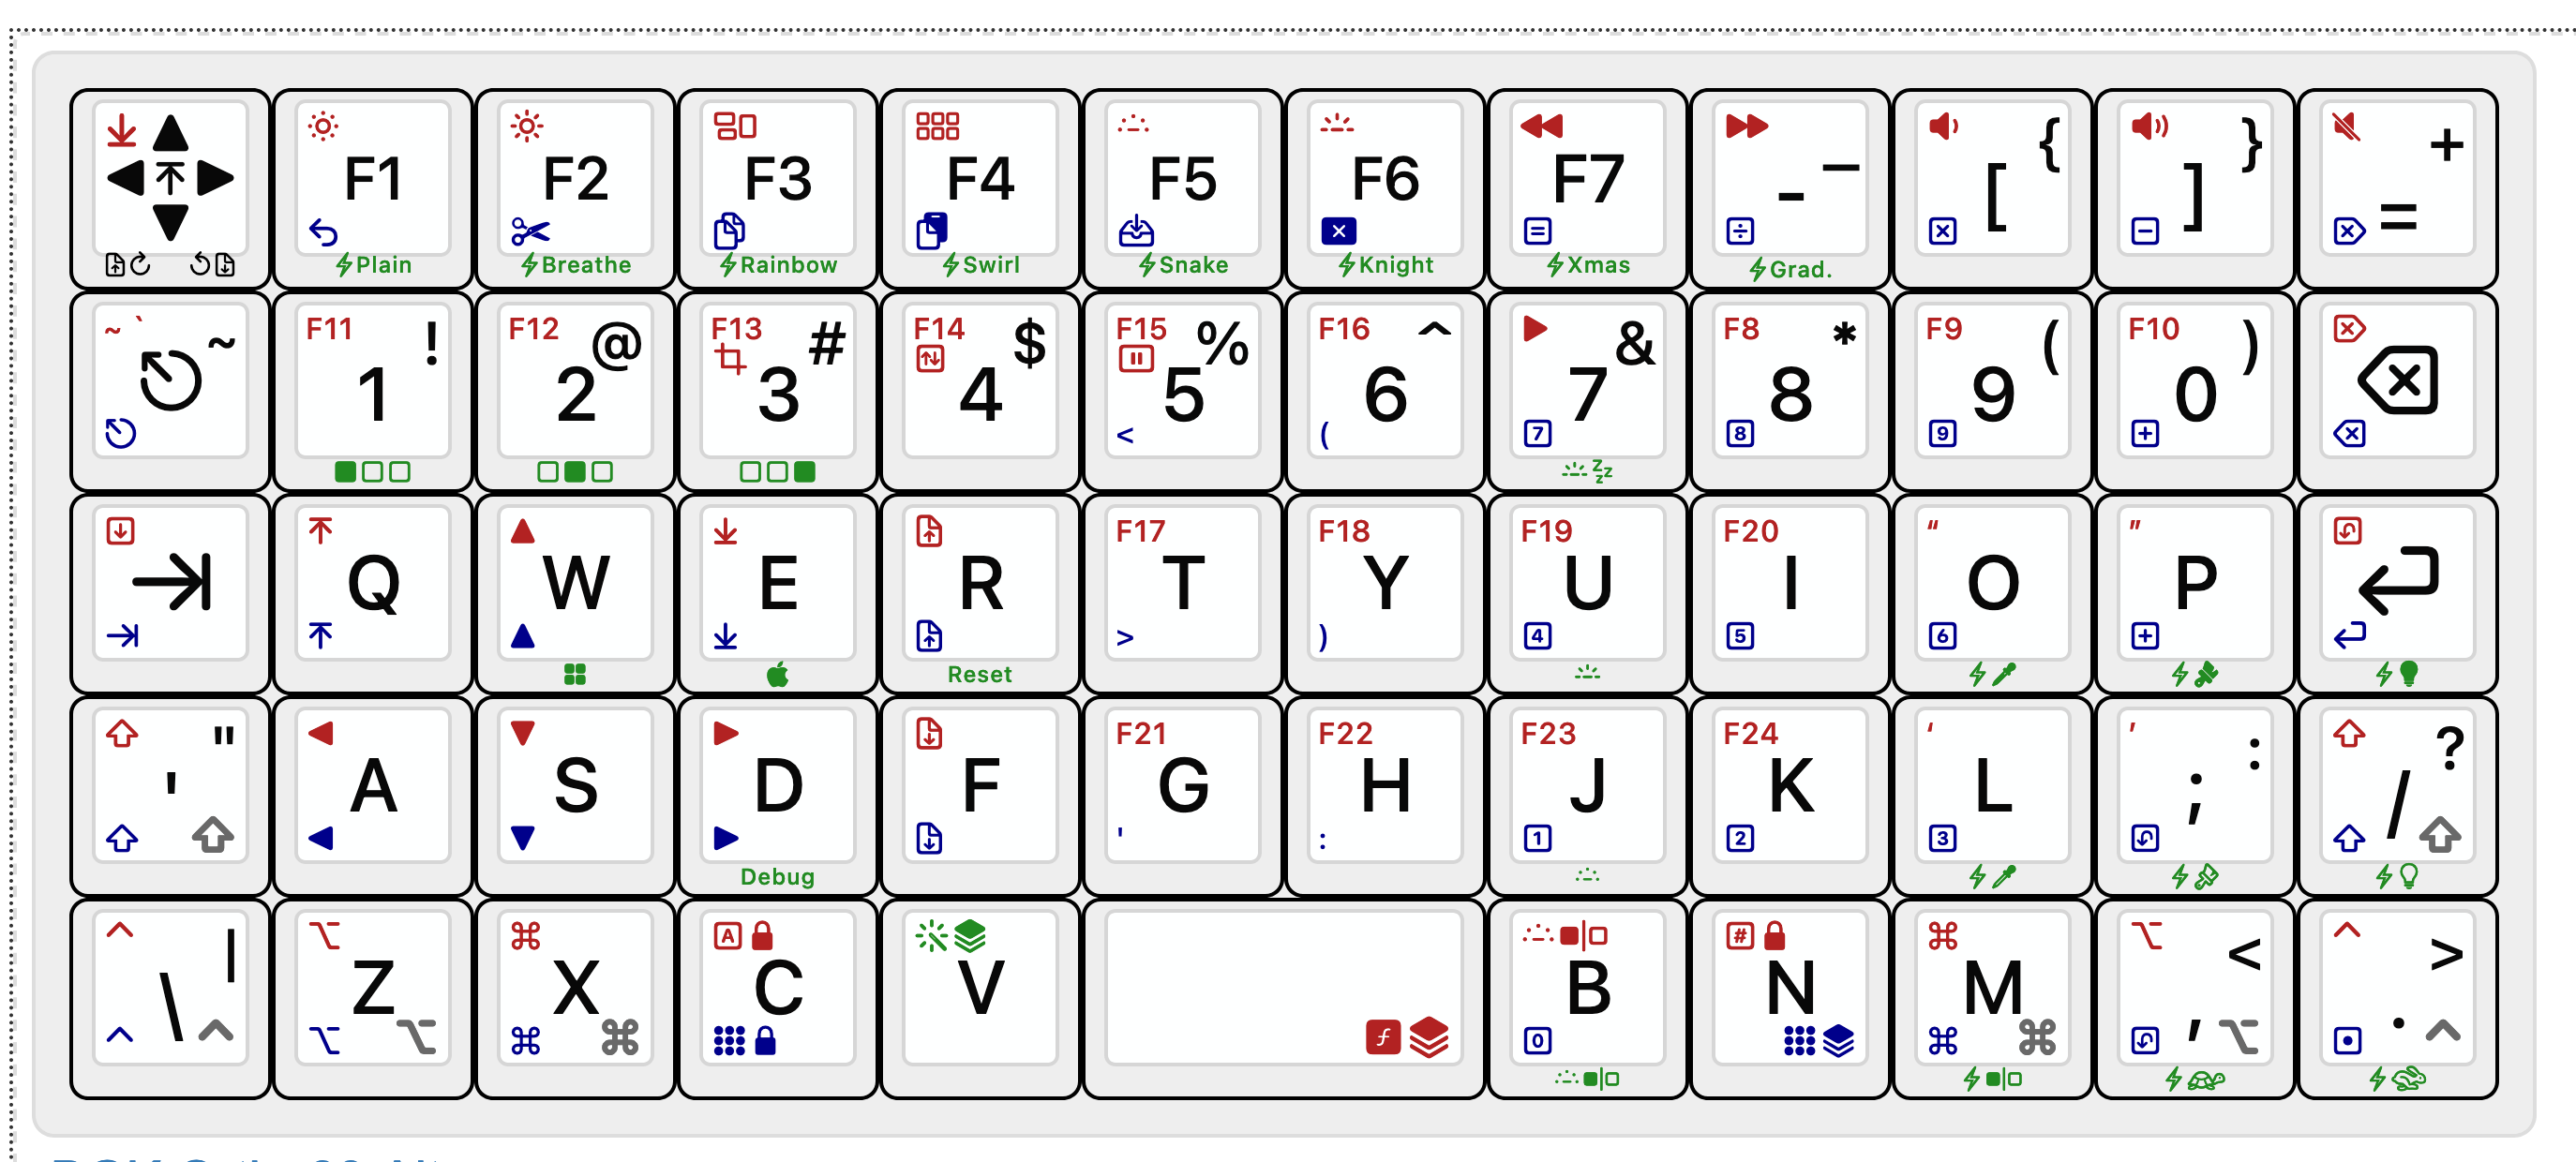 F1 F2 F3 F4 F5 F6 F7 - _ [ { ] } = +
Plain Breathe Rainbow Swirl Snake Knight Xmas Grad.
~ ` F11 F12 F13 F14 F15 F16 F8 F9 F10
~ 1 ! 2 @ 3 # 4 $ 5 % 6 ^ 7 & 8 * 9 ( 0 )
< ( 7 8 9 +
zzz
F17 F18 F19 F20 “ ”
Q W E R T Y U I O P
> ) 4 5 6 +
Reset
F21 F22 F23 F24 ‘ ’
' " A S D F G H J K L ; : / ?
' : 1 2 3
Debug
A #
\ | Z X C V B N M , < . >
0 f